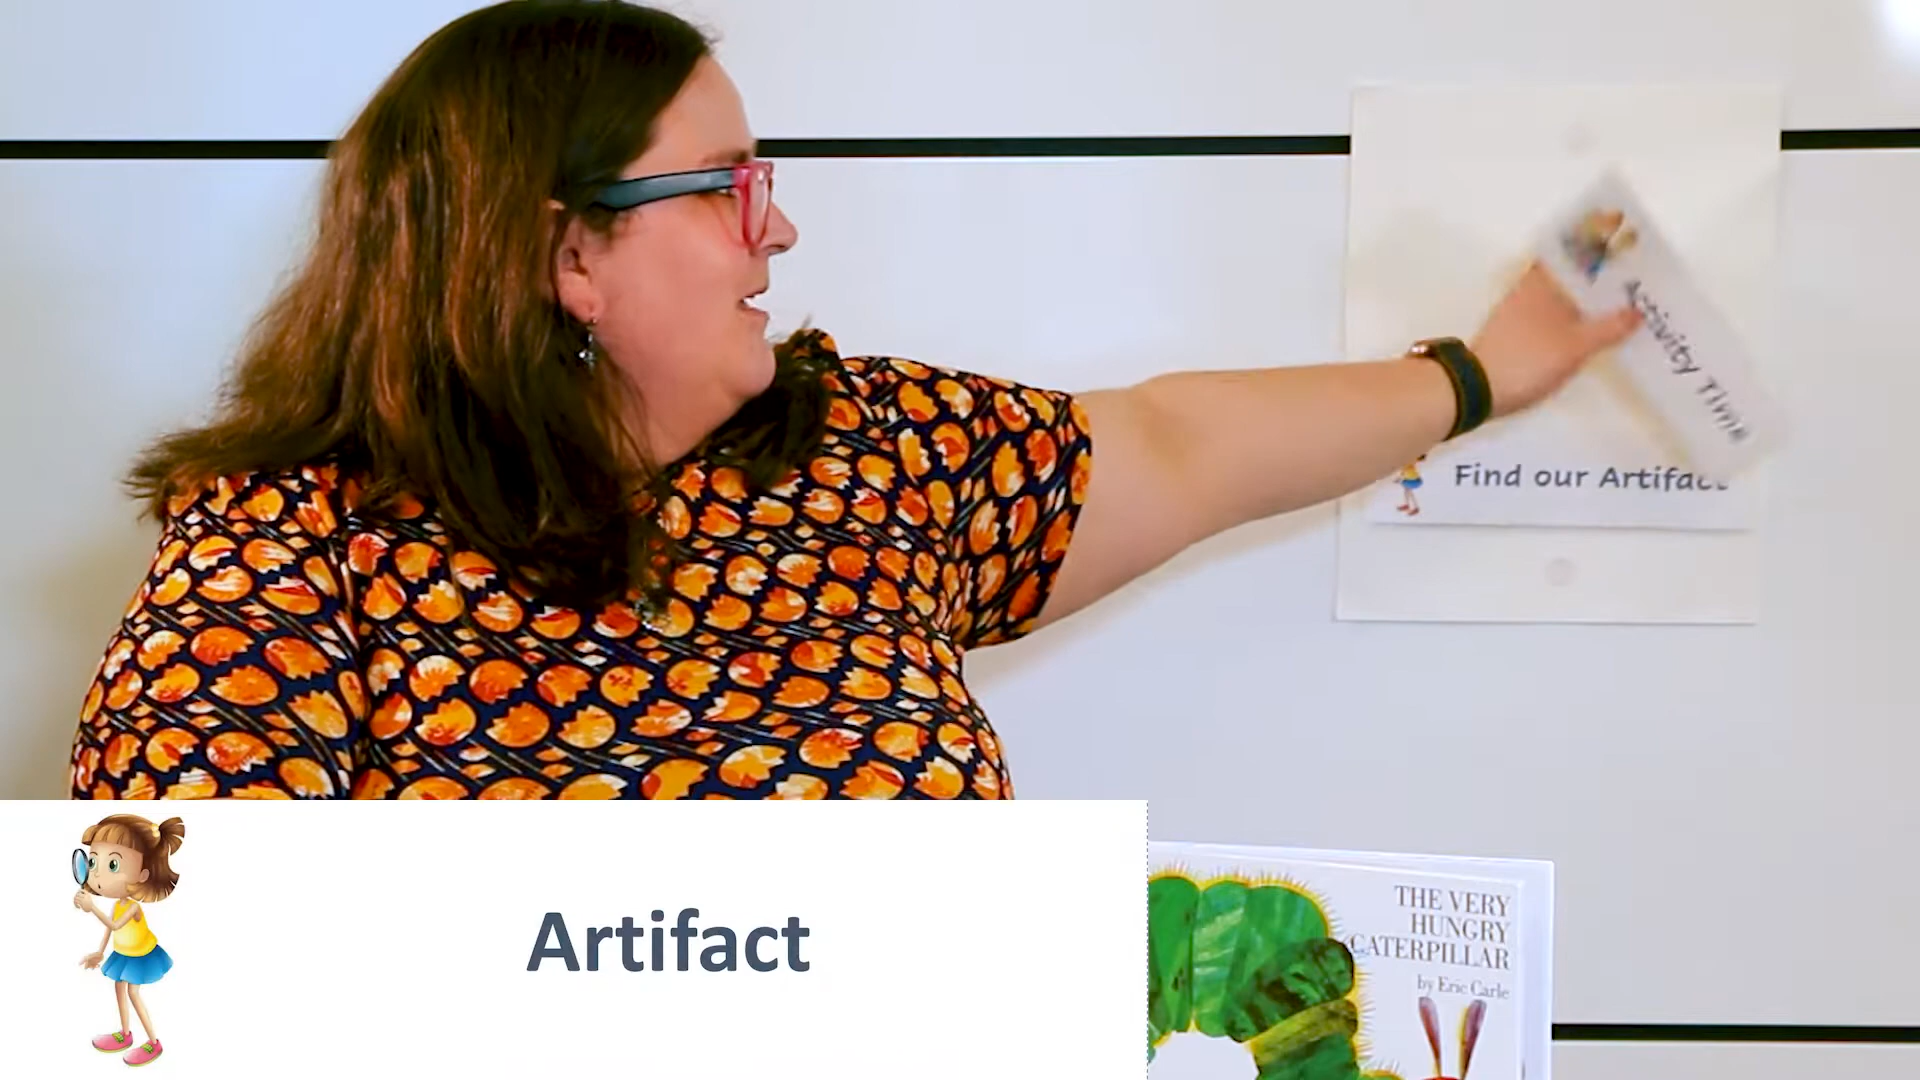 Activity Time
Find our Artifact
Artifact
THE VERY
HUNGRY
CATERPILLAR
by Eric Carle